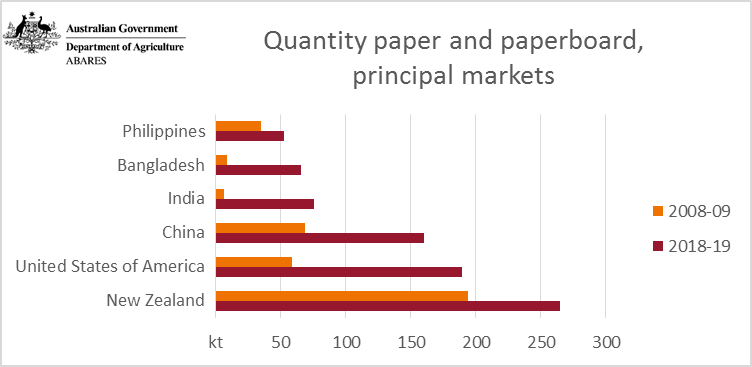 Australian Government
Department of Agriculture
ABARES
Quantity paper and paperboard,
principal markets
Philippines
Bangladesh
India
China
United States of America
New Zealand
kt 50 100 150 200 250 300
2008-09
2018-19